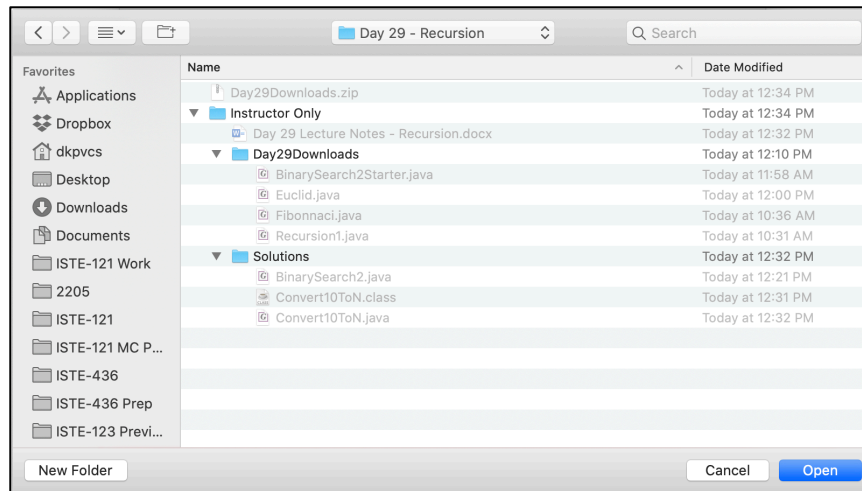 Day 29 - Recursion
Search
Favorites
Applications
Dropbox
dkpvcs
Desktop
Downloads
Documents
ISTE-121 Work
2205
ISTE-121
ISTE-121 MC P...
ISTE-436
ISTE-436 Prep
ISTE-123 Previ...
Name Date Modified
Day29Downloads.zip Today at 12:34 PM
Instructor Only Today at 12:34 PM
Day 29 Lecture Notes - Recursion.docx Today at 12:32 PM
Day29Downloads Today at 12:10 PM
BinarySearch2Starter.java Today at 11:58 AM
Euclid.java Today at 12:00 PM
Fibonnaci.java Today at 10:36 AM
Recursion1.java Today at 10:31 AM
Solutions Today at 12:32 PM
BinarySearch2.java Today at 12:21 PM
Convert10ToN.class Today at 12:31 PM
Convert10ToN.java Today at 12:32 PM
New Folder Cancel Open